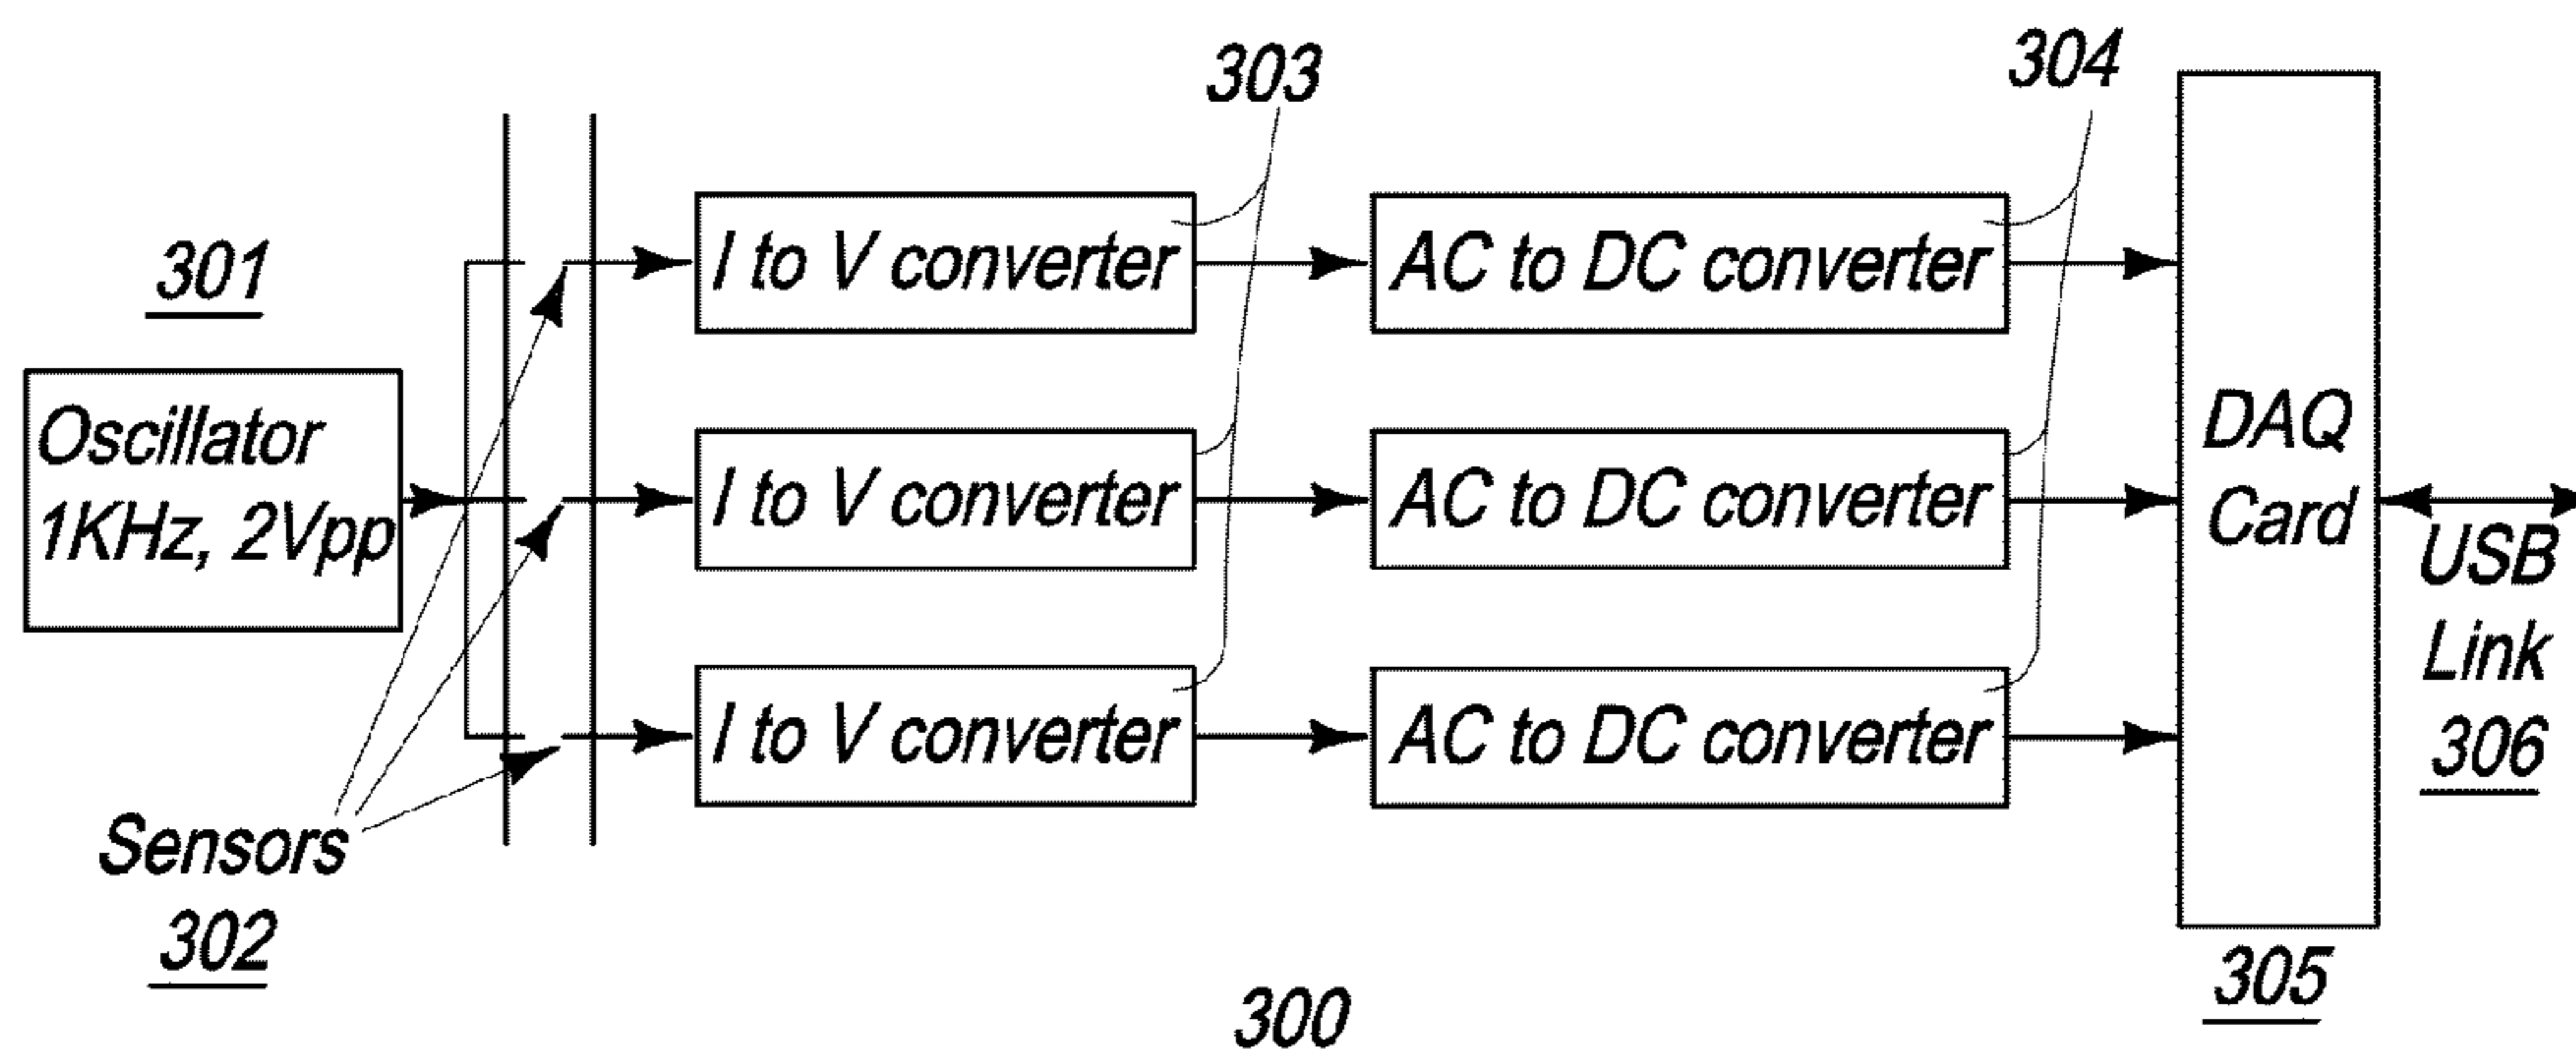 303
304
301
I to V converter
AC to DC converter
Oscillator
1KHz, 2Vpp
I to V converter
AC to DC converter
DAQ
Card
USB
Link
306
I to V converter
AC to DC converter
Sensors
302
305
300